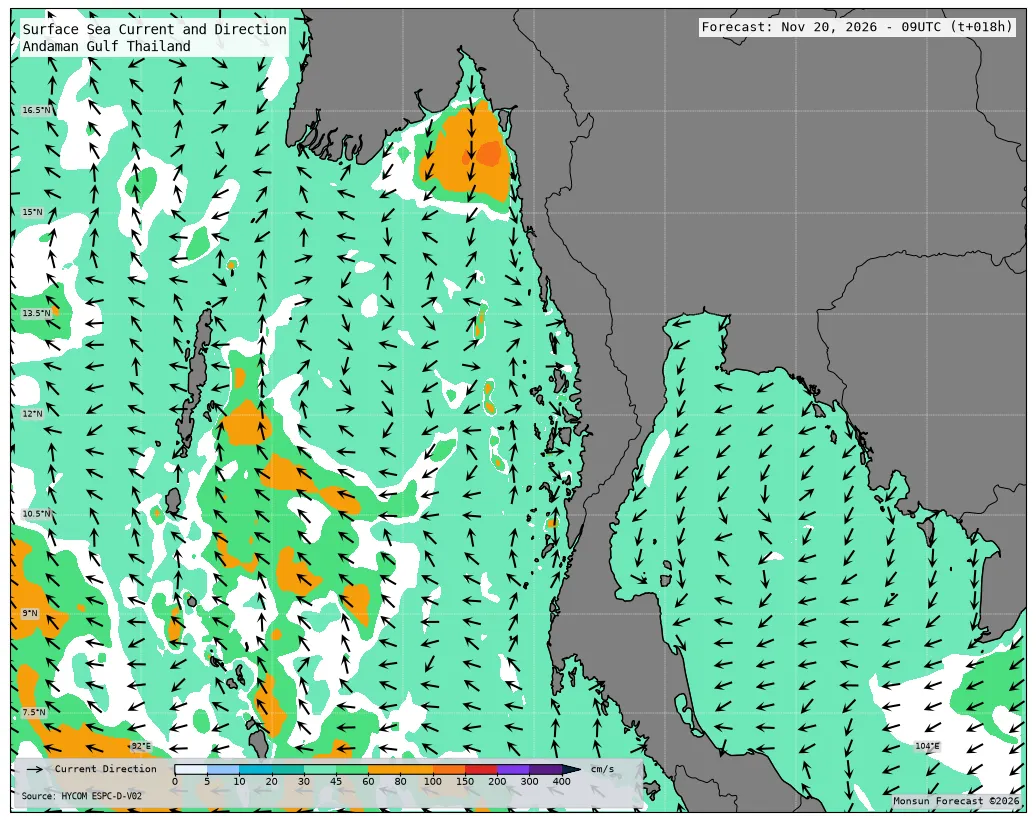 Surface Sea Current and Direction
Andaman Gulf Thailand
Forecast: Nov 20, 2026 - 09UTC (t+018h)
16.5°N
15°N
13.5°N
12°N
10.5°N
9°N
7.5°N
92°E
104°E
Current Direction
cm/s
0 5 10 20 30 45 60 80 100 150 200 300 400
Source: HYCOM ESPC-D-V02
Monsun Forecast ©2026